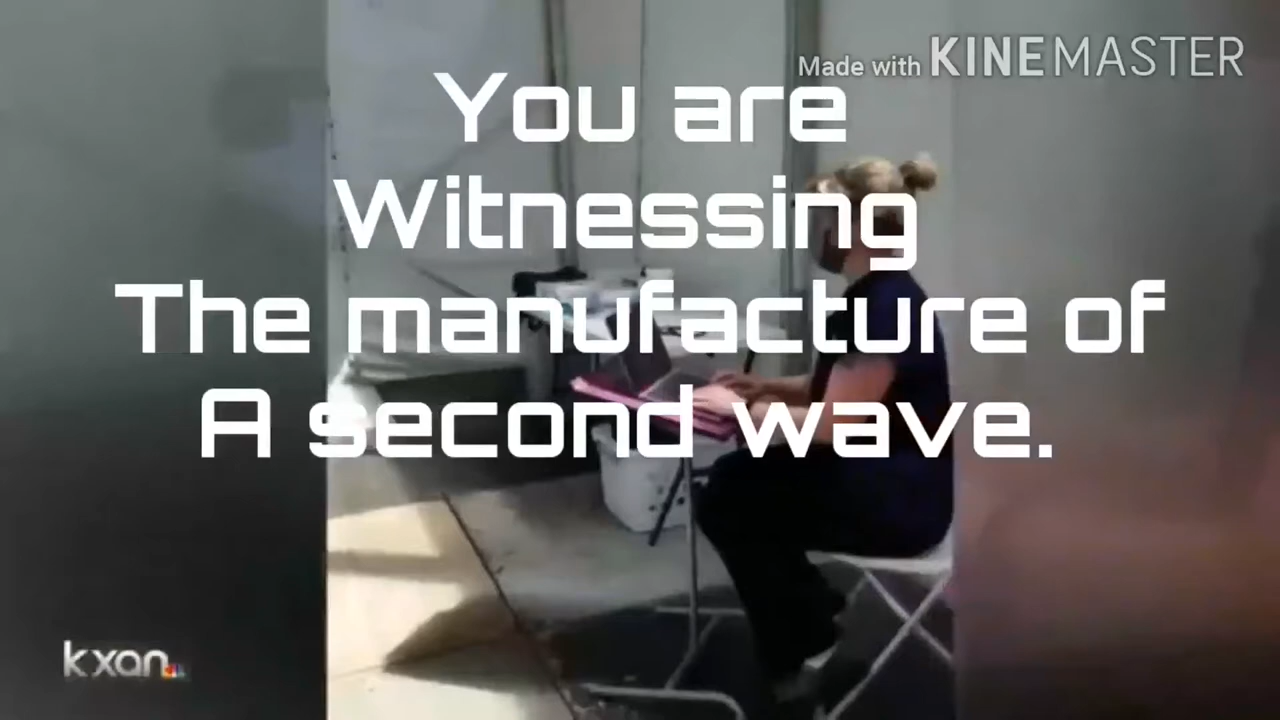 Made with KINEMASTER
You are
Witnessing
The manufacture of
A second wave.
kxan